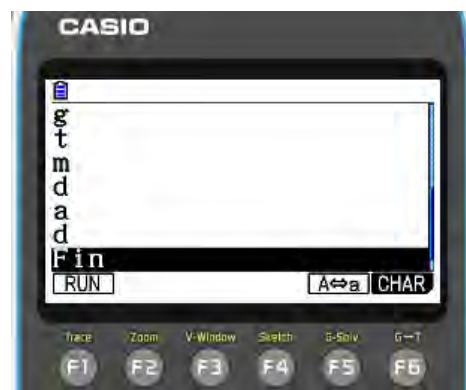 CASIO
g
t
m
d
a
d
Fin
RUN A⇔a CHAR
Trace Zoom V-Window Sketch G-Solv G↔T
F1 F2 F3 F4 F5 F6